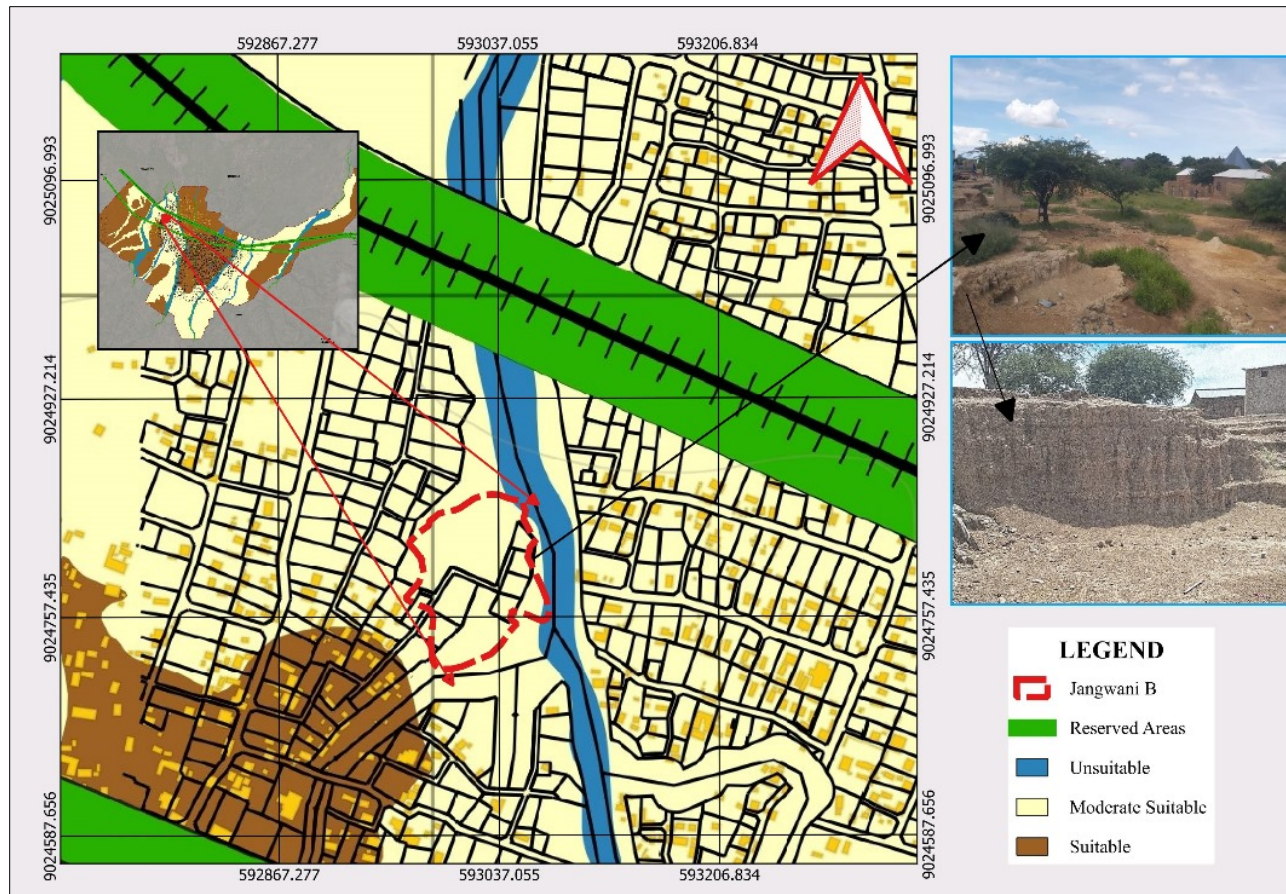 592867.277
593037.055
593206.834
9025096.993
9025096.993
9024927.214
9024927.214
9024757.435
9024757.435
9024587.656
9024587.656
592867.277
593037.055
593206.834
LEGEND
Jangwani B
Reserved Areas
Unsuitable
Moderate Suitable
Suitable